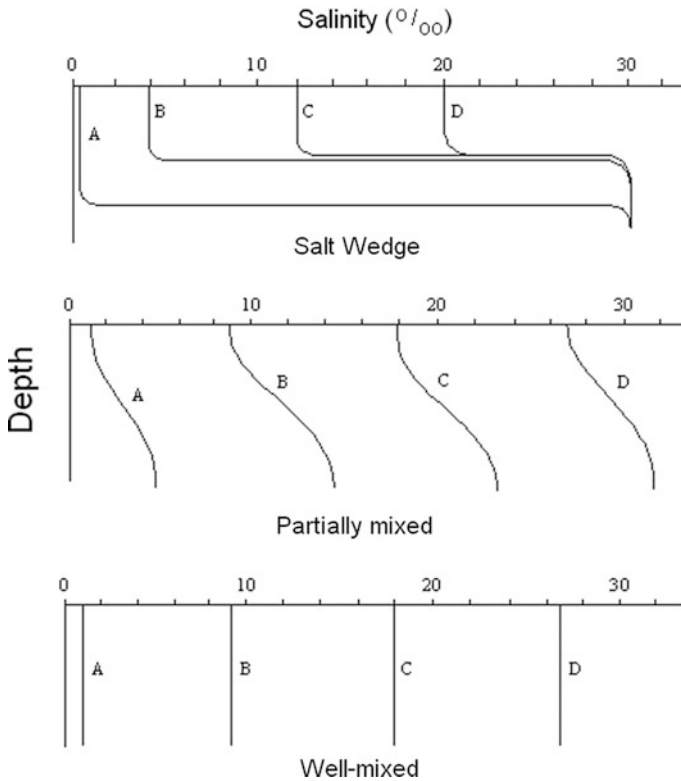 Salinity (o/oo)
0 10 20 30
A B C D
Salt Wedge
0 10 20 30
A B C D
Depth
Partially mixed
0 10 20 30
A B C D
Well-mixed